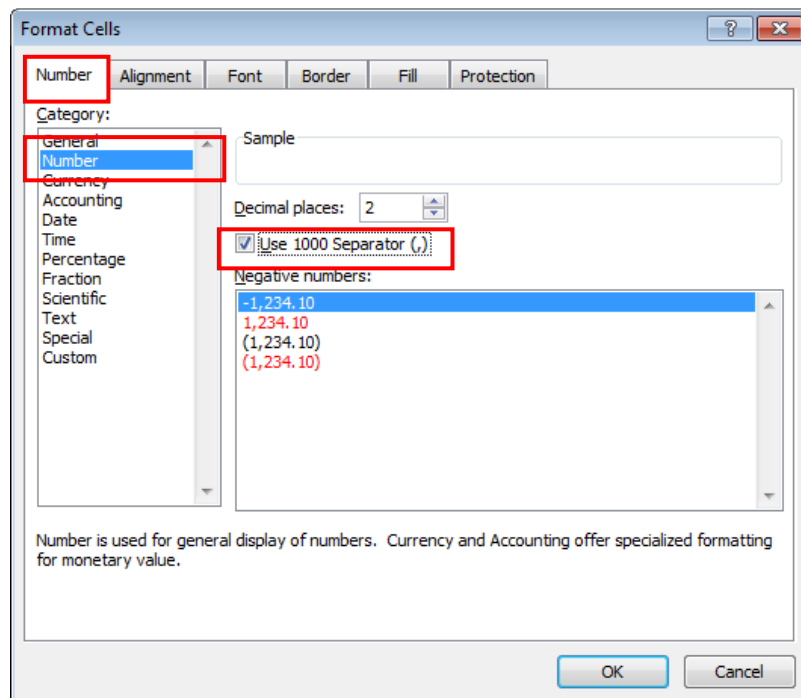 Format Cells
Number Alignment Font Border Fill Protection
Category:
General
Number
Currency
Accounting
Date
Time
Percentage
Fraction
Scientific
Text
Special
Custom
Sample
Decimal places: 2
Use 1000 Separator (,)
Negative numbers:
-1,234.10
1,234.10
(1,234.10)
(1,234.10)
Number is used for general display of numbers. Currency and Accounting offer specialized formatting
for monetary value.
OK Cancel